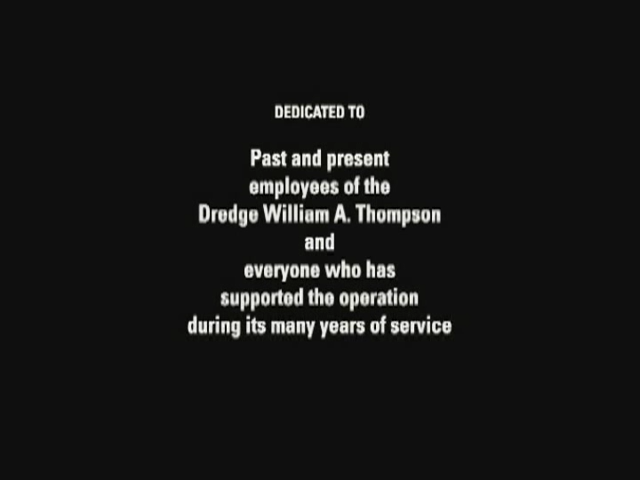 DEDICATED TO
Past and present
employees of the
Dredge William A. Thompson
and
everyone who has
supported the operation
during its many years of service